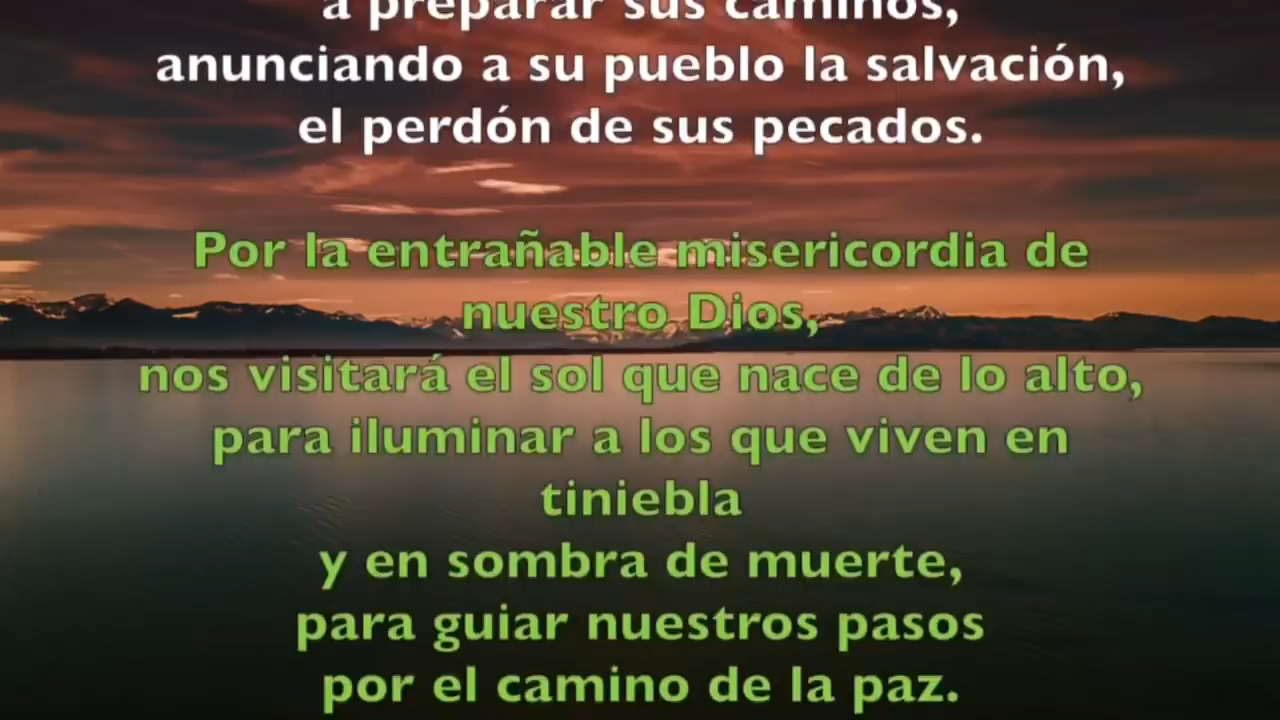 a preparar sus caminos,
anunciando a su pueblo la salvación,
el perdón de sus pecados.
Por la entrañable misericordia de
nuestro Dios,
nos visitará el sol que nace de lo alto,
para iluminar a los que viven en
tiniebla
y en sombra de muerte,
para guiar nuestros pasos
por el camino de la paz.